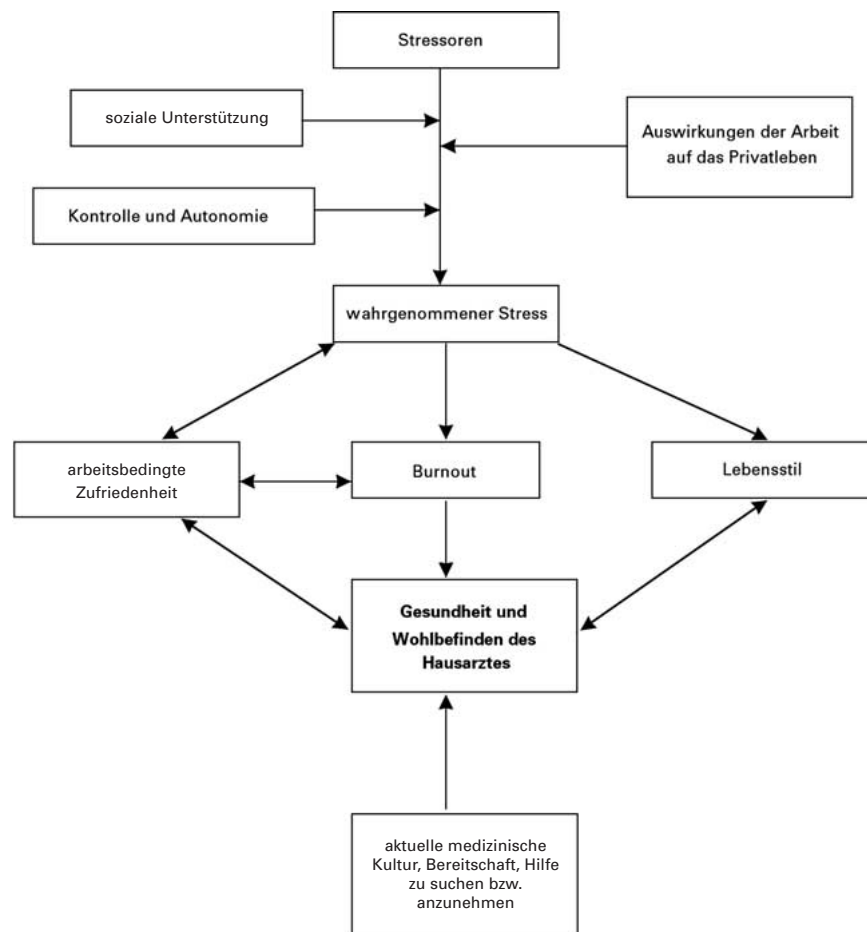 Stressoren
soziale Unterstützung
Auswirkungen der Arbeit
auf das Privatleben
Kontrolle und Autonomie
wahrgenommener Stress
arbeitsbedingte
Zufriedenheit
Burnout
Lebensstil
Gesundheit und
Wohlbefinden des
Hausarztes
aktuelle medizinische
Kultur, Bereitschaft, Hilfe
zu suchen bzw.
anzunehmen